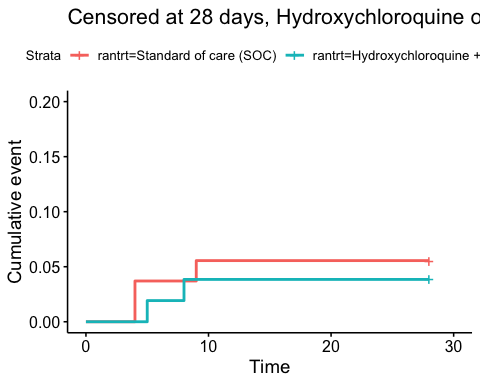 Censored at 28 days, Hydroxychloroquine
Strata rantrt=Standard of care (SOC) rantrt=Hydroxychloroquine +
Cumulative event
0.20
0.15
0.10
0.05
0.00
0 10 20 30
Time